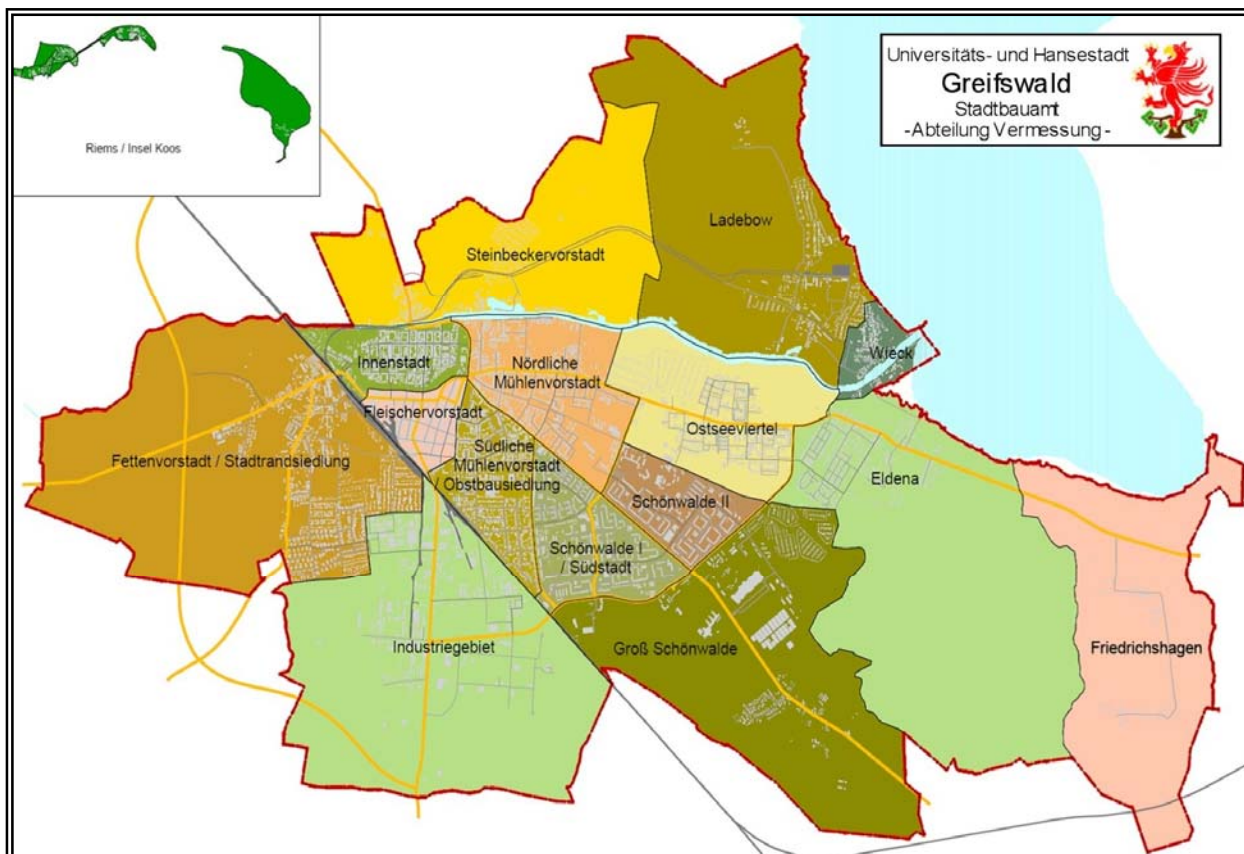 Universitäts- und Hansestadt
Greifswald
Stadtbauamt
-Abteilung Vermessung-
Riems / Insel Koos
Ladebow
Steinbeckervorstadt
Wieck
Innenstadt
Nördliche
Mühlenvorstadt
Fleischervorstadt
Ostseeviertel
Südliche
Mühlenvorstadt
/ Obstbausiedlung
Fettenvorstadt / Stadtrandsiedlung
Eldena
Schönwalde II
Schönwalde I
/ Südstadt
Industriegebiet
Groß Schönwalde
Friedrichshagen